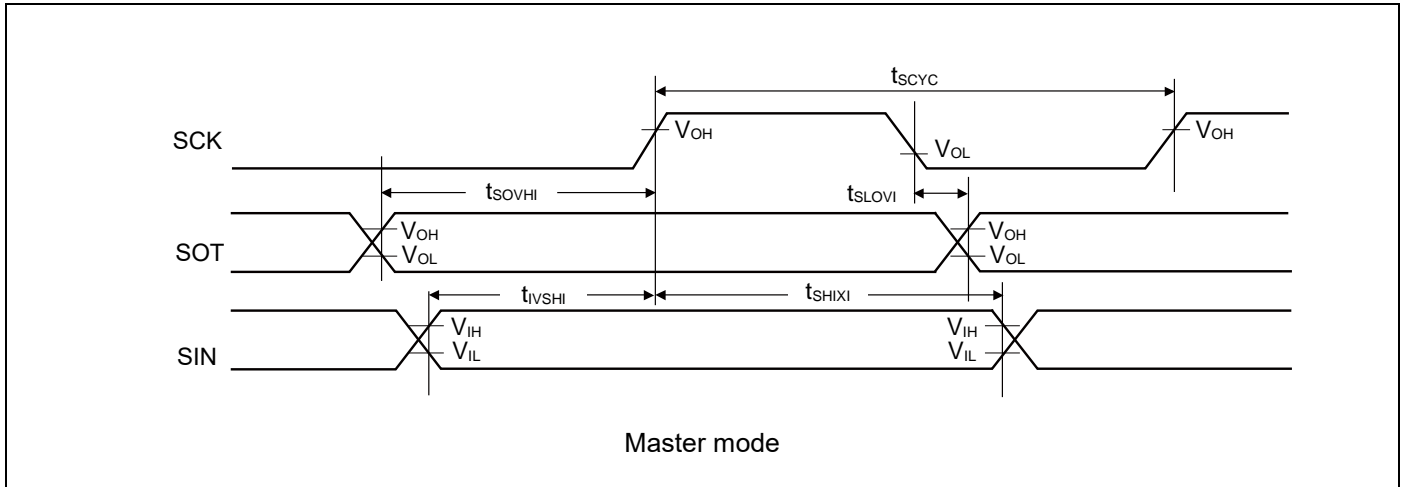 tSCYC
SCK
VOH
VOL
VOH
tSOVHI
tSLOVI
SOT
VOH
VOL
VOH
VOL
tIVSHI
tSHIXI
SIN
VIH
VIL
VIH
VIL
Master mode